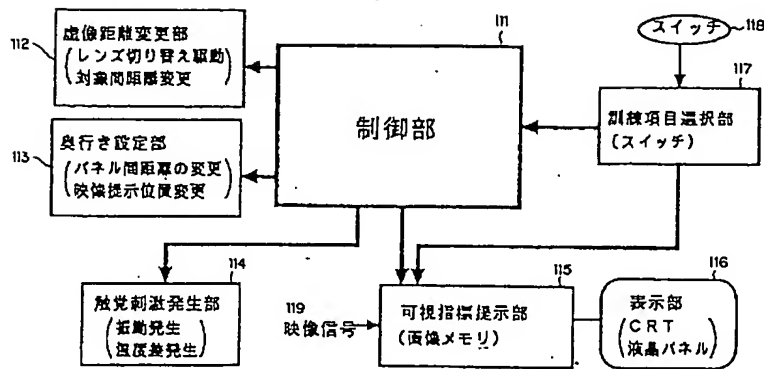 112
虚像距離変更部
(レンズ切り替え駆動
対象間距離変更)
111
制御部
スイッチ
118
117
訓練項目選択部
(スイッチ)
113
奥行き設定部
(パネル間距離の変更
映像提示位置変更)
114
触覚刺激発生部
(振動発生
温度差発生)
119
映像信号
115
可視指標提示部
(画像メモリ)
116
表示部
(CRT
液晶パネル)